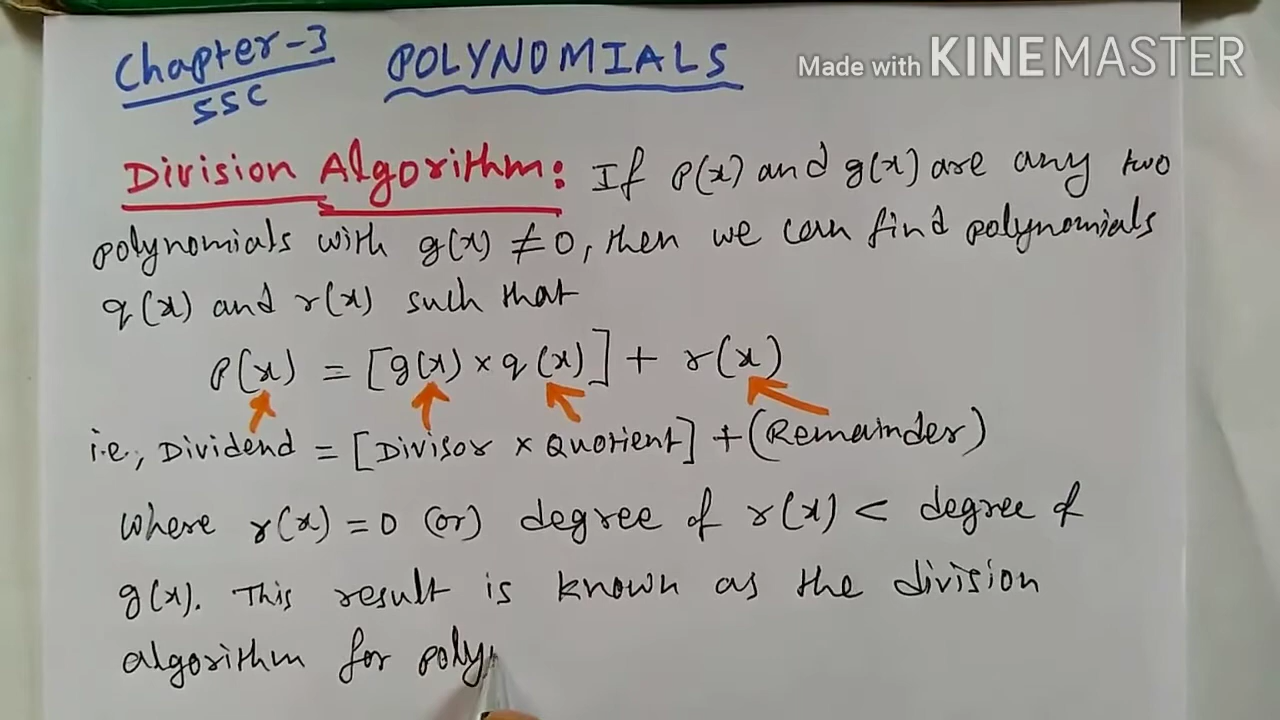 Chapter-3 POLYNOMIALS
SSC
Made with KINEMASTER
Division Algorithm: If p(x) and g(x) are any two
polynomials with g(x) ≠ 0, then we can find polynomials
q(x) and r(x) such that
p(x) = [g(x) × q(x)] + r(x)
i.e., Dividend = [Divisor × Quotient] + (Remainder)
where r(x) = 0 (or) degree of r(x) < degree of
g(x). This result is known as the division
algorithm for poly